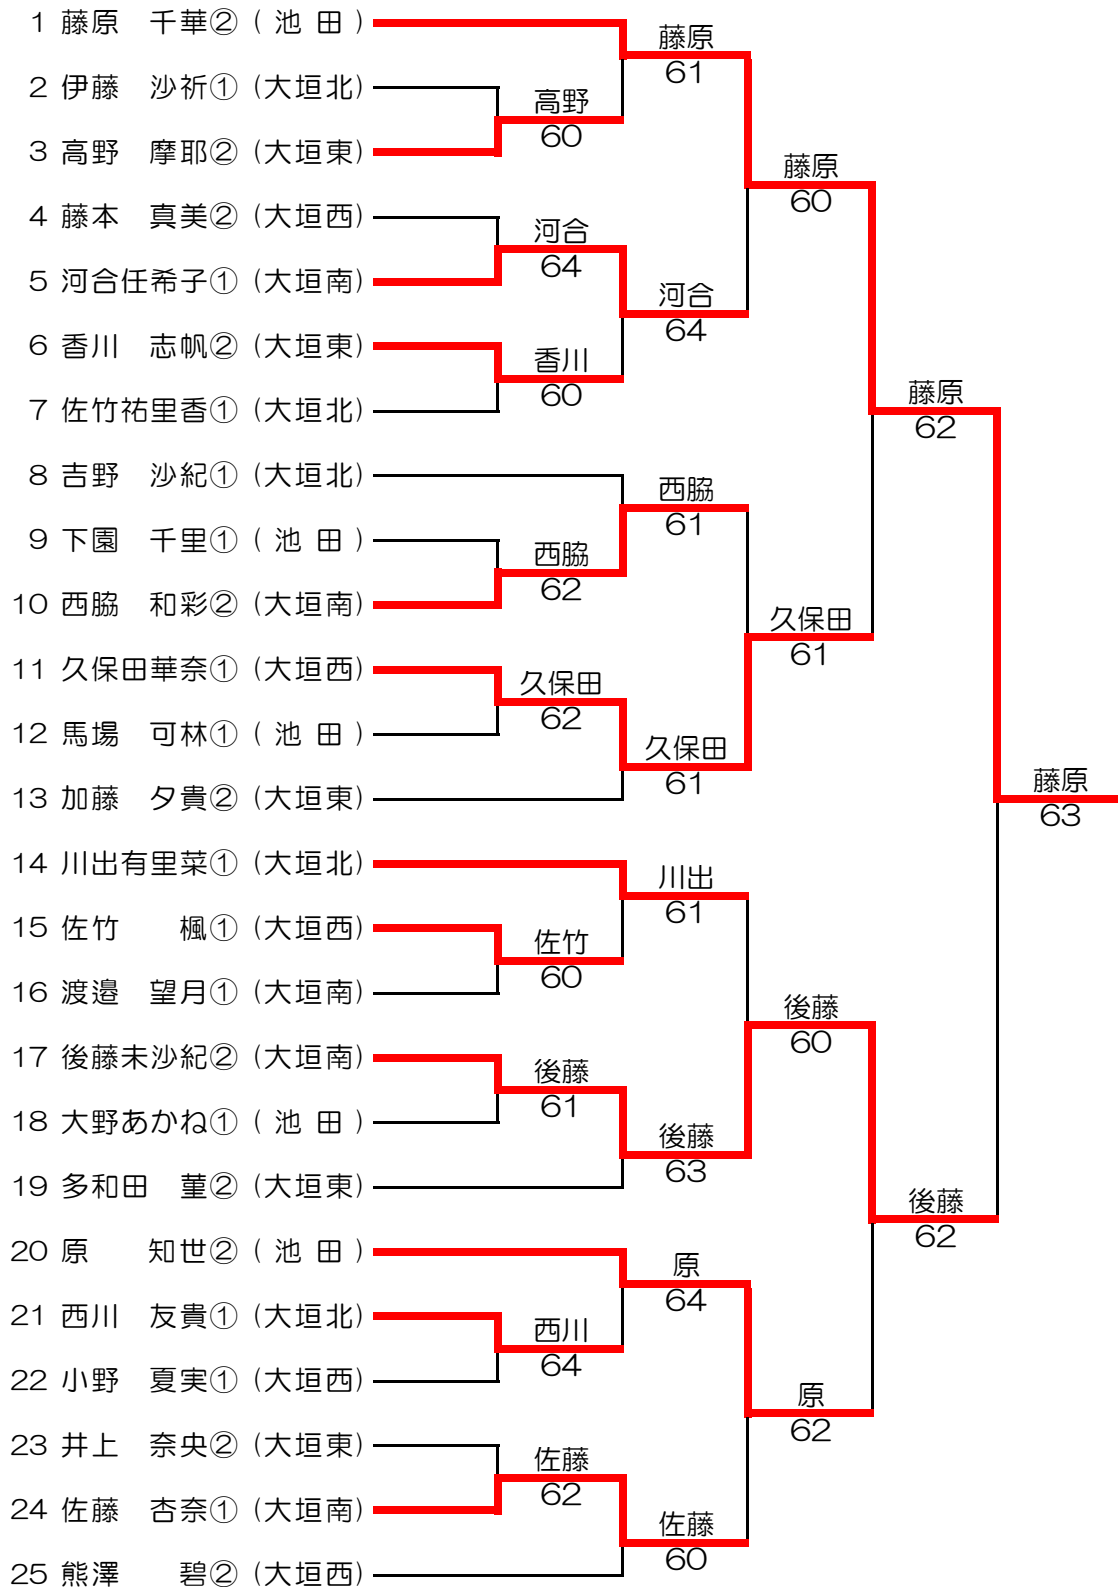 1 藤原　千華② ( 池 田 )
藤原
61
2 伊藤　沙祈① (大垣北)
高野
60
3 高野　摩耶② (大垣東)
藤原
60
4 藤本　真美② (大垣西)
河合
64
5 河合任希子① (大垣南)
河合
64
6 香川　志帆② (大垣東)
香川
60
7 佐竹祐里香① (大垣北)
藤原
62
8 吉野　沙紀① (大垣北)
西脇
61
9 下園　千里① ( 池 田 )
西脇
62
10 西脇　和彩② (大垣南)
久保田
61
11 久保田華奈① (大垣西)
久保田
62
12 馬場　可林① ( 池 田 )
久保田
61
13 加藤　夕貴② (大垣東)
藤原
63
14 川出有里菜① (大垣北)
川出
61
15 佐竹　　楓① (大垣西)
佐竹
60
16 渡邉　望月① (大垣南)
後藤
60
17 後藤未沙紀② (大垣南)
後藤
61
18 大野あかね① ( 池 田 )
後藤
63
19 多和田　菫② (大垣東)
後藤
62
20 原　　知世② ( 池 田 )
原
64
21 西川　友貴① (大垣北)
西川
64
22 小野　夏実① (大垣西)
原
62
23 井上　奈央② (大垣東)
佐藤
62
24 佐藤　杏奈① (大垣南)
佐藤
60
25 熊澤　　碧② (大垣西)